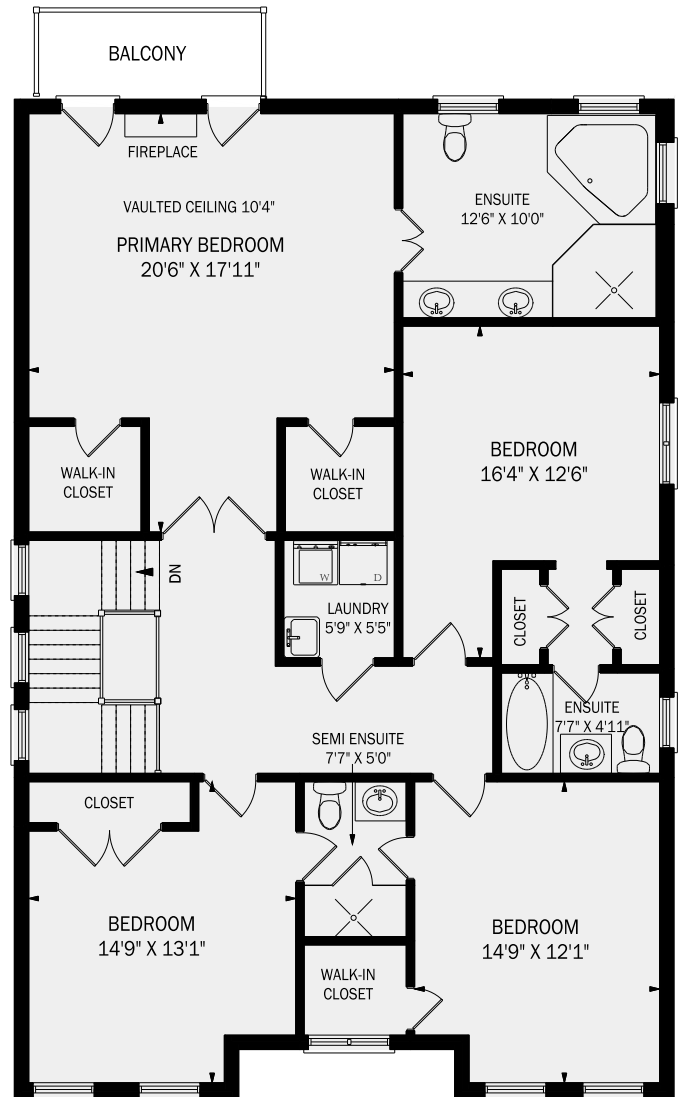 BALCONY
FIREPLACE
VAULTED CEILING 10'4"
PRIMARY BEDROOM
20'6" X 17'11"
ENSUITE
12'6" X 10'0"
WALK-IN
CLOSET
WALK-IN
CLOSET
BEDROOM
16'4" X 12'6"
DN
W
D
LAUNDRY
5'9" X 5'5"
CLOSET
CLOSET
ENSUITE
7'7" X 4'11"
SEMI ENSUITE
7'7" X 5'0"
CLOSET
BEDROOM
14'9" X 13'1"
BEDROOM
14'9" X 12'1"
WALK-IN
CLOSET